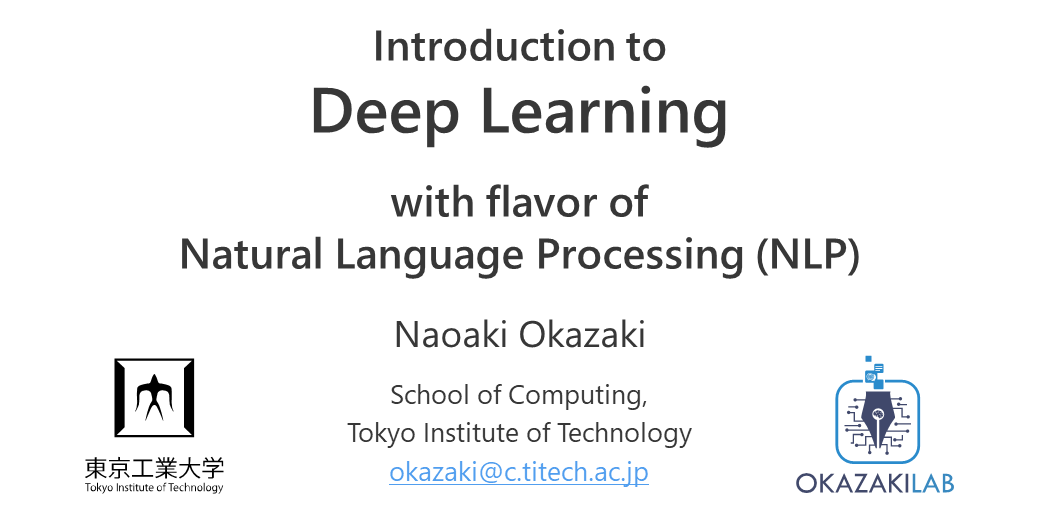 Introduction to
Deep Learning
with flavor of
Natural Language Processing (NLP)
Naoaki Okazaki
School of Computing,
Tokyo Institute of Technology
okazaki@c.titech.ac.jp
東京工業大学
Tokyo Institute of Technology
OKAZAKILAB